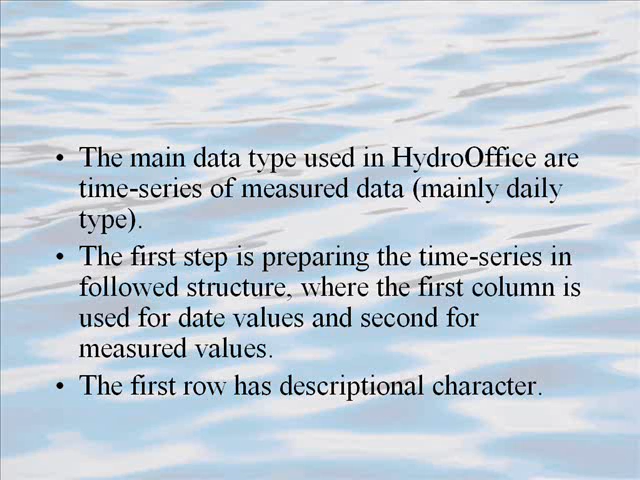 • The main data type used in HydroOffice are
time-series of measured data (mainly daily
type).
• The first step is preparing the time-series in
followed structure, where the first column is
used for date values and second for
measured values.
• The first row has descriptional character.